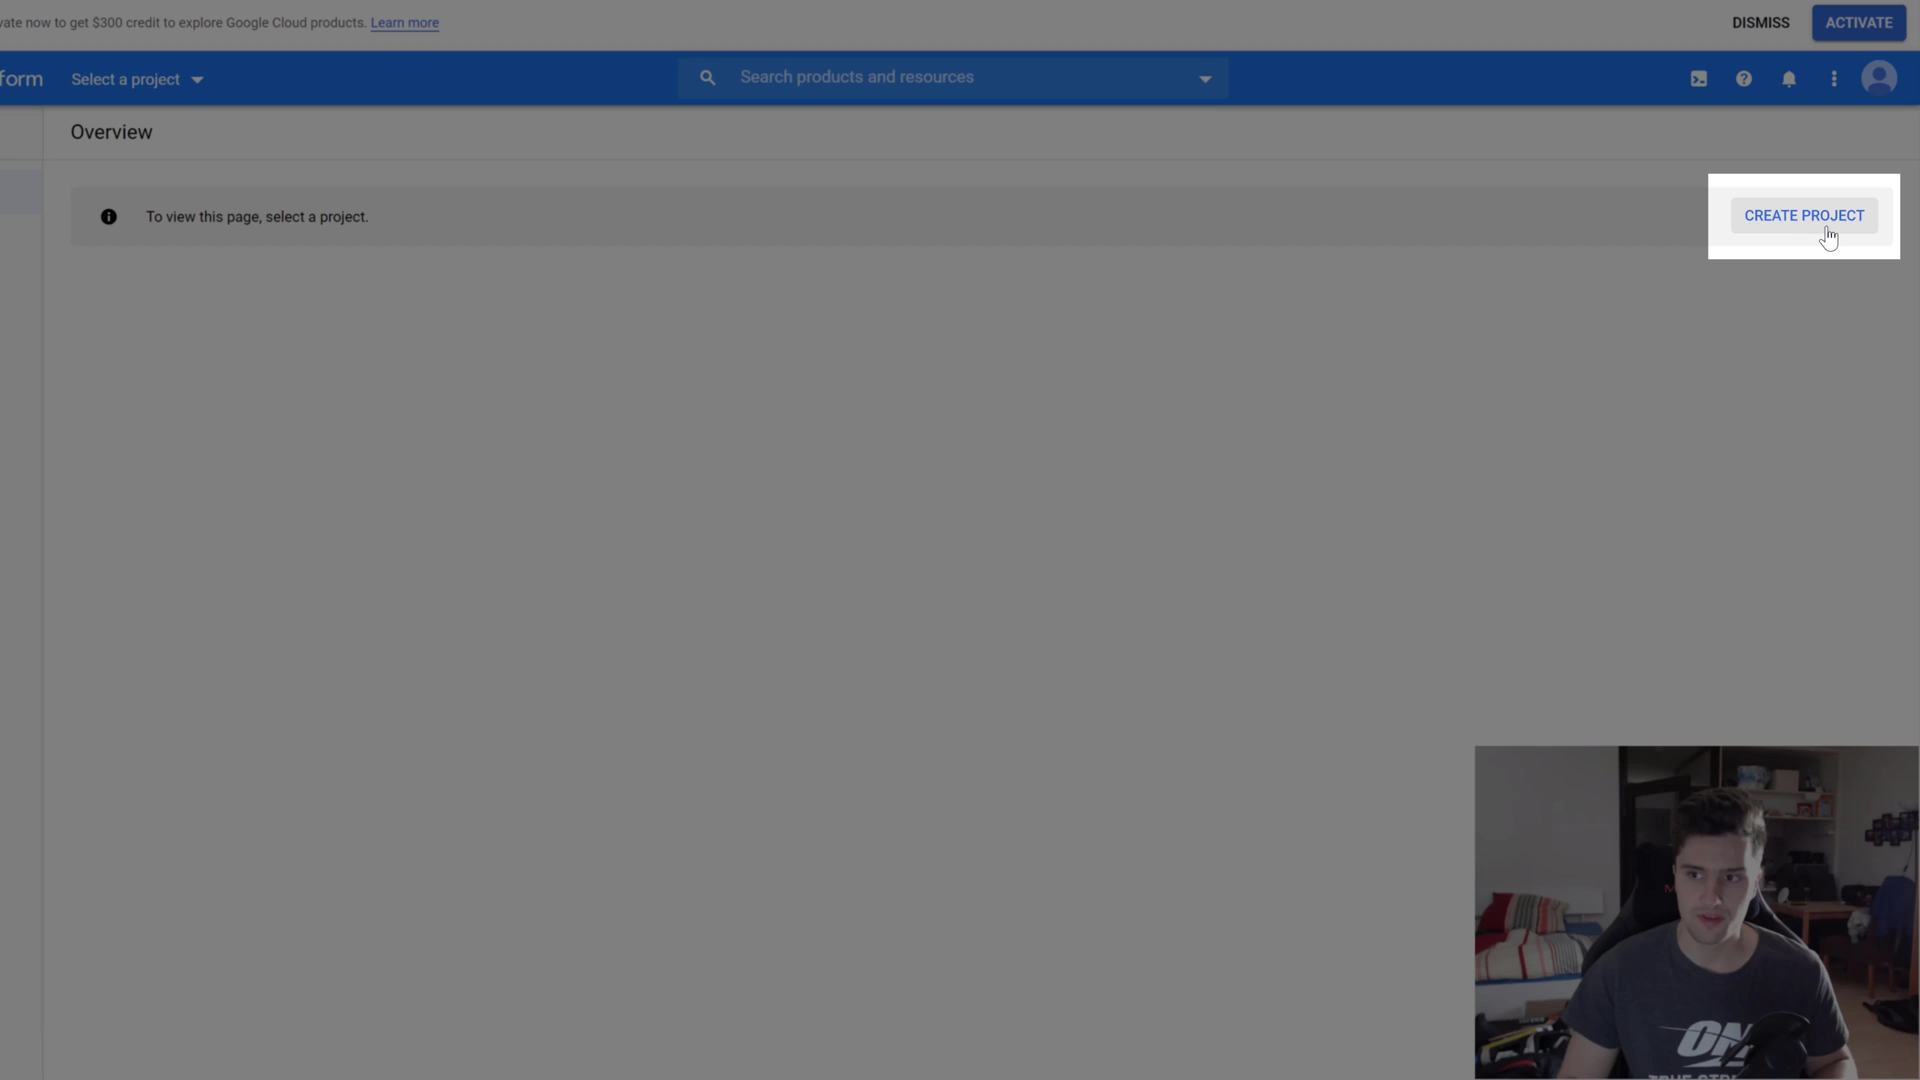 vate now to get $300 credit to explore Google Cloud products. Learn more
DISMISS
ACTIVATE
form
Select a project
Search products and resources
Overview
To view this page, select a project.
CREATE PROJECT
ON